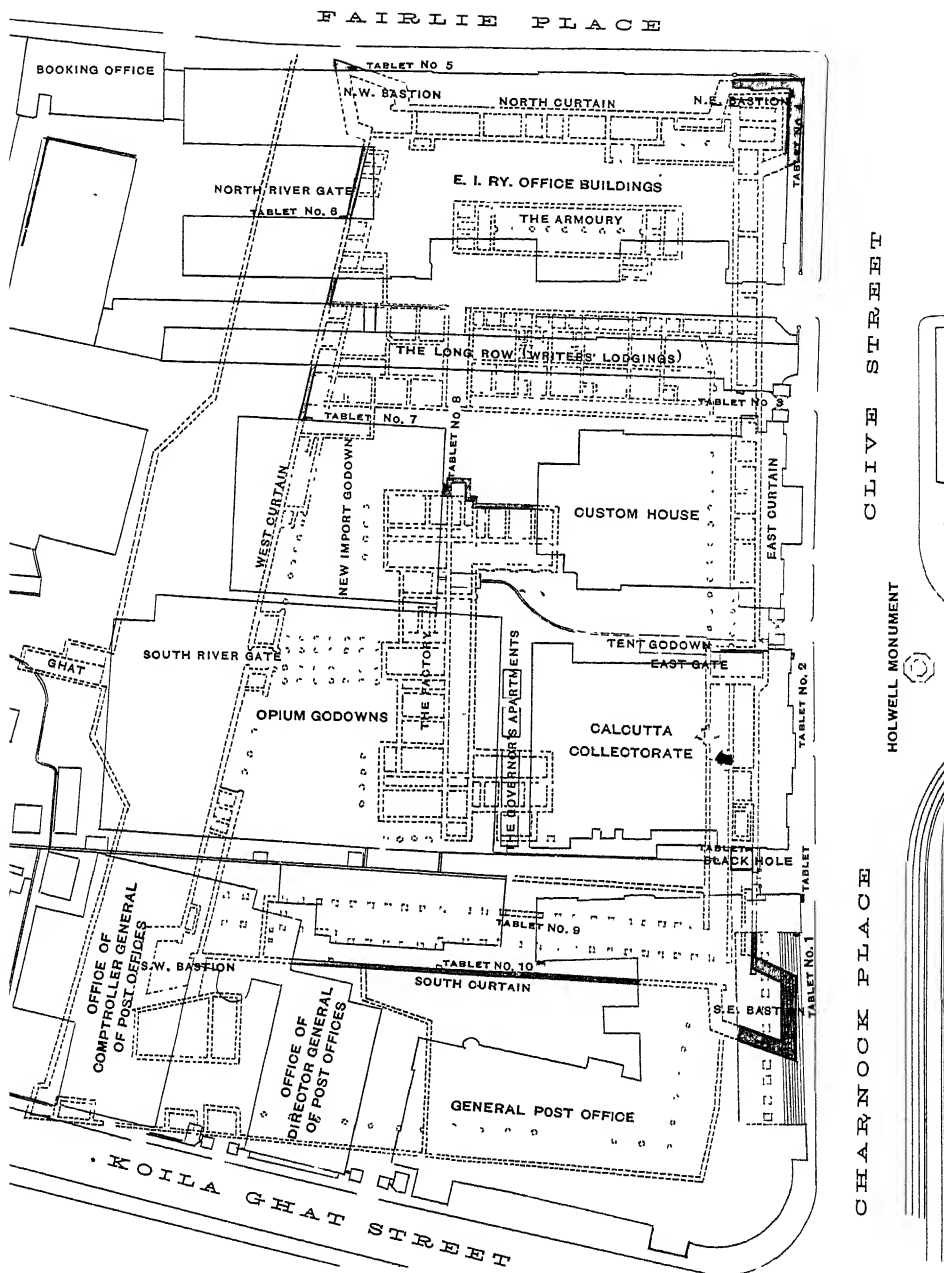 FAIRLIE PLACE
BOOKING OFFICE
TABLET No 5
N.W. BASTION
NORTH CURTAIN
N.E. BASTION
TABLET No. 4
NORTH RIVER GATE
TABLET No. 6
E. I. RY. OFFICE BUILDINGS
THE ARMOURY
CLIVE STREET
THE LONG ROW (WRITERS' LODGINGS)
TABLET No 3
TABLET No. 7
TABLET No. 8
WEST CURTAIN
NEW IMPORT GODOWN
CUSTOM HOUSE
EAST CURTAIN
HOLWELL MONUMENT
GHAT
SOUTH RIVER GATE
OPIUM GODOWNS
THE FACTORY
THE GOVERNOR'S APARTMENTS
TENT GODOWN
EAST GATE
TABLET No. 2
CALCUTTA
COLLECTORATE
TABLET
BLACK HOLE
TABLET
CHARNOCK PLACE
OFFICE OF
COMPTROLLER GENERAL
OF POST OFFICES
S.W. BASTION
TABLET No. 9
TABLET No. 10
SOUTH CURTAIN
S.E. BASTION
TABLET No. 1
OFFICE OF
DIRECTOR GENERAL
OF POST OFFICES
GENERAL POST OFFICE
KOILA GHAT STREET